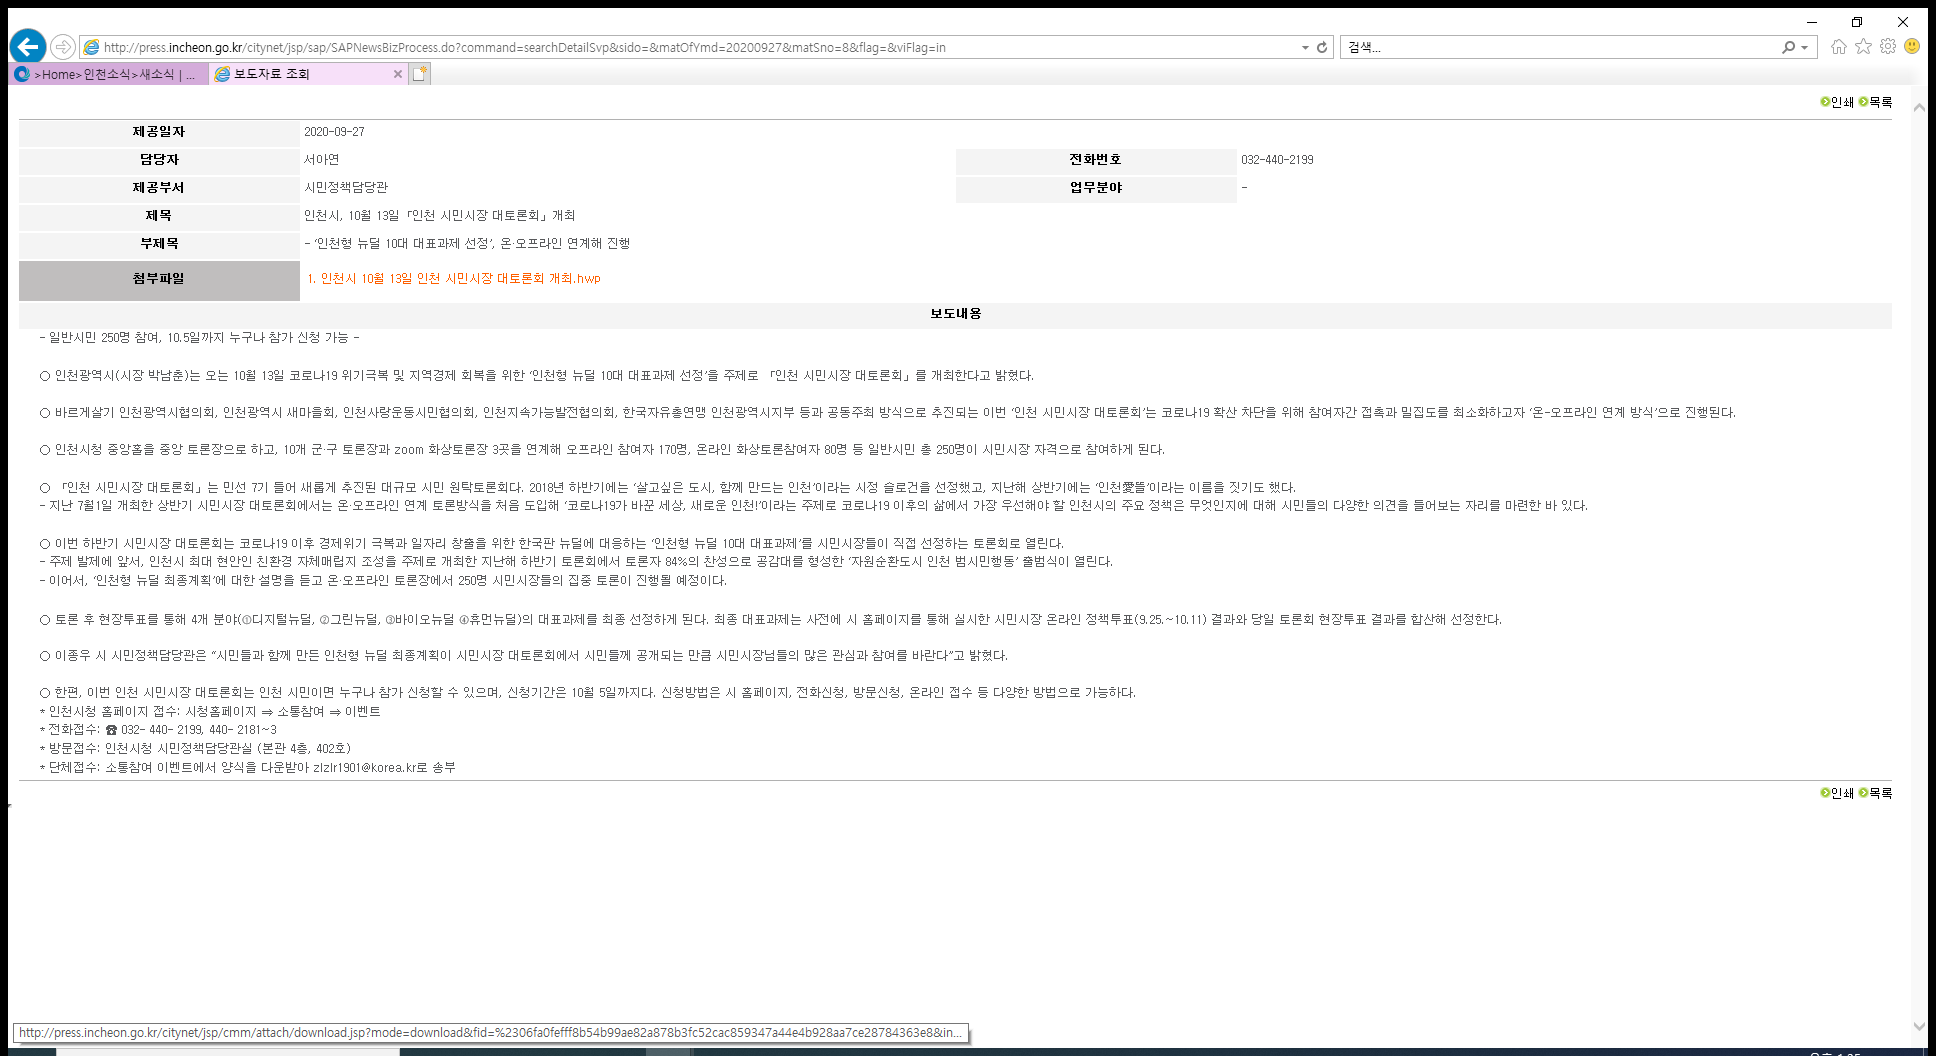 http://press.incheon.go.kr/citynet/jsp/sap/SAPNewsBizProcess.do?command=searchDetailSvp&sido=&matOfYmd=20200927&matSno=8&flag=&viFlag=in
검색...
>Home>인천소식>새소식 | ...
보도자료 조회
인쇄 목록
제공일자 2020-09-27
담당자 서아연 전화번호 032-440-2199
제공부서 시민정책담당관 업무분야 -
제목 인천시, 10월 13일「인천 시민시장 대토론회」개최
부제목 - ‘인천형 뉴딜 10대 대표과제 선정’, 온·오프라인 연계해 진행
첨부파일 1. 인천시 10월 13일 인천 시민시장 대토론회 개최.hwp
보도내용
- 일반시민 250명 참여, 10.5일까지 누구나 참가 신청 가능 -
○ 인천광역시(시장 박남춘)는 오는 10월 13일 코로나19 위기극복 및 지역경제 회복을 위한 ‘인천형 뉴딜 10대 대표과제 선정’을 주제로 「인천 시민시장 대토론회」를 개최한다고 밝혔다.
○ 바르게살기 인천광역시협의회, 인천광역시 새마을회, 인천사랑운동시민협의회, 인천지속가능발전협의회, 한국자유총연맹 인천광역시지부 등과 공동주최 방식으로 추진되는 이번 ‘인천 시민시장 대토론회’는 코로나19 확산 차단을 위해 참여자간 접촉과 밀집도를 최소화하고자 ‘온-오프라인 연계 방식’으로 진행된다.
○ 인천시청 중앙홀을 중앙 토론장으로 하고, 10개 군·구 토론장과 zoom 화상토론장 3곳을 연계해 오프라인 참여자 170명, 온라인 화상토론참여자 80명 등 일반시민 총 250명이 시민시장 자격으로 참여하게 된다.
○ 「인천 시민시장 대토론회」는 민선 7기 들어 새롭게 추진된 대규모 시민 원탁토론회다. 2018년 하반기에는 ‘살고싶은 도시, 함께 만드는 인천’이라는 시정 슬로건을 선정했고, 지난해 상반기에는 ‘인천愛뜰’이라는 이름을 짓기도 했다.
- 지난 7월1일 개최한 상반기 시민시장 대토론회에서는 온·오프라인 연계 토론방식을 처음 도입해 ‘코로나19가 바꾼 세상, 새로운 인천!’이라는 주제로 코로나19 이후의 삶에서 가장 우선해야 할 인천시의 주요 정책은 무엇인지에 대해 시민들의 다양한 의견을 들어보는 자리를 마련한 바 있다.
○ 이번 하반기 시민시장 대토론회는 코로나19 이후 경제위기 극복과 일자리 창출을 위한 한국판 뉴딜에 대응하는 ‘인천형 뉴딜 10대 대표과제’를 시민시장들이 직접 선정하는 토론회로 열린다.
- 주제 발제에 앞서, 인천시 최대 현안인 친환경 자체매립지 조성을 주제로 개최한 지난해 하반기 토론회에서 토론자 84%의 찬성으로 공감대를 형성한 ‘자원순환도시 인천 범시민행동’ 출범식이 열린다.
- 이어서, ‘인천형 뉴딜 최종계획’에 대한 설명을 듣고 온·오프라인 토론장에서 250명 시민시장들의 집중 토론이 진행될 예정이다.
○ 토론 후 현장투표를 통해 4개 분야(①디지털뉴딜, ②그린뉴딜, ③바이오뉴딜 ④휴먼뉴딜)의 대표과제를 최종 선정하게 된다. 최종 대표과제는 사전에 시 홈페이지를 통해 실시한 시민시장 온라인 정책투표(9.25.~10.11) 결과와 당일 토론회 현장투표 결과를 합산해 선정한다.
○ 이종우 시 시민정책담당관은 “시민들과 함께 만든 인천형 뉴딜 최종계획이 시민시장 대토론회에서 시민들께 공개되는 만큼 시민시장님들의 많은 관심과 참여를 바란다”고 밝혔다.
○ 한편, 이번 인천 시민시장 대토론회는 인천 시민이면 누구나 참가 신청할 수 있으며, 신청기간은 10월 5일까지다. 신청방법은 시 홈페이지, 전화신청, 방문신청, 온라인 접수 등 다양한 방법으로 가능하다.
* 인천시청 홈페이지 접수: 시청홈페이지 ⇒ 소통참여 ⇒ 이벤트
* 전화접수: ☎ 032- 440- 2199, 440- 2181~3
* 방문접수: 인천시청 시민정책담당관실 (본관 4층, 402호)
* 단체접수: 소통참여 이벤트에서 양식을 다운받아 zizir1901@korea.kr로 송부
인쇄 목록
http://press.incheon.go.kr/citynet/jsp/cmm/attach/download.jsp?mode=download&fid=%2306fa0fefff8b54b99ae82a878b3fc52cac859347a44e4b928aa7ce28784363e8&in...